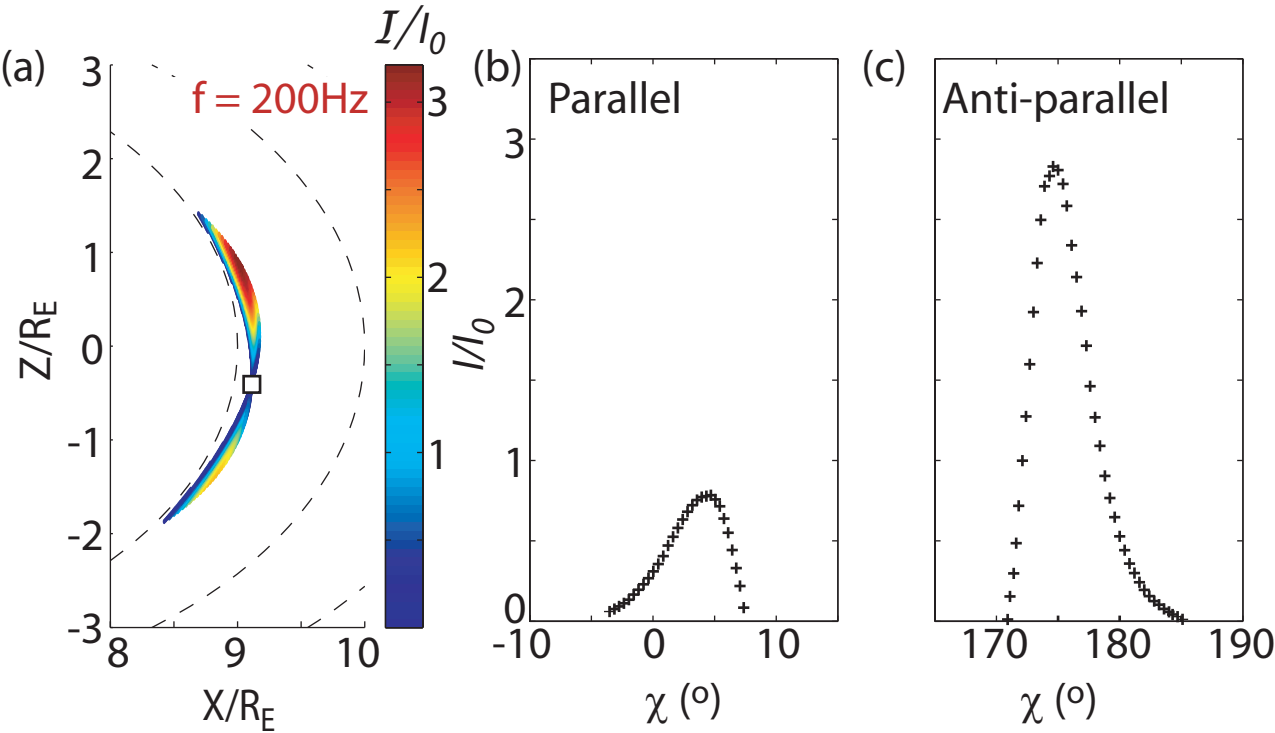 (a)
f = 200Hz
I/I0
3
2
1
0
-1
-2
-3
Z/RE
8
9
10
X/RE
3
2
1
(b)
Parallel
I/I0
3
2
1
0
-10
0
10
χ (º)
(c)
Anti-parallel
170
180
190
χ (º)